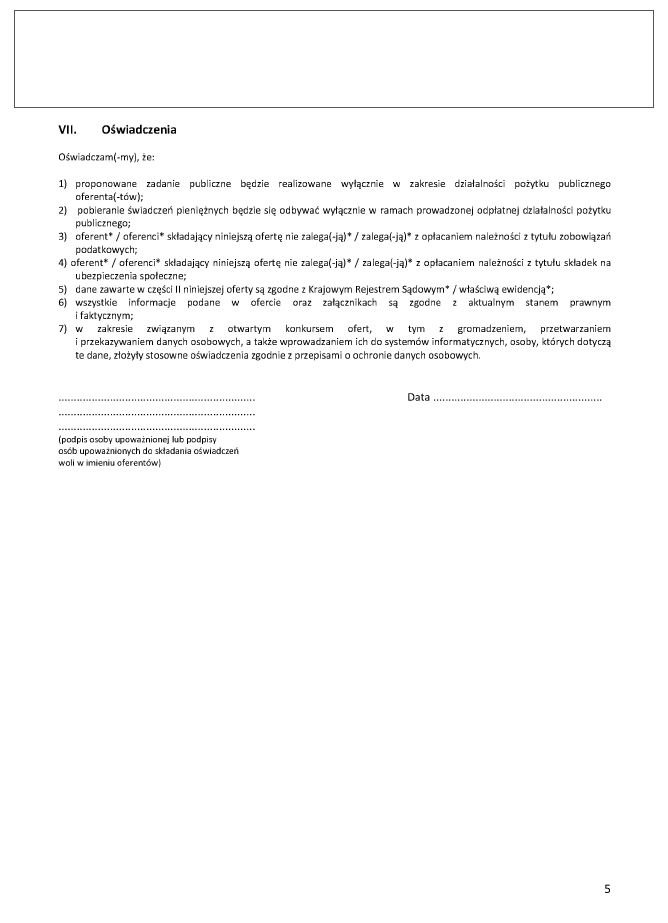 VII. Oświadczenia
Oświadczam(-my), że:
1) proponowane zadanie publiczne będzie realizowane wyłącznie w zakresie działalności pożytku publicznego
oferenta(-tów);
2) pobieranie świadczeń pieniężnych będzie się odbywać wyłącznie w ramach prowadzonej odpłatnej działalności pożytku
publicznego;
3) oferent* / oferenci* składający niniejszą ofertę nie zalega(-ją)* / zalega(-ją)* z opłacaniem należności z tytułu zobowiązań
podatkowych;
4) oferent* / oferenci* składający niniejszą ofertę nie zalega(-ją)* / zalega(-ją)* z opłacaniem należności z tytułu składek na
ubezpieczenia społeczne;
5) dane zawarte w części II niniejszej oferty są zgodne z Krajowym Rejestrem Sądowym* / właściwą ewidencją*;
6) wszystkie informacje podane w ofercie oraz załącznikach są zgodne z aktualnym stanem prawnym
i faktycznym;
7) w zakresie związanym z otwartym konkursem ofert, w tym z gromadzeniem, przetwarzaniem
i przekazywaniem danych osobowych, a także wprowadzaniem ich do systemów informatycznych, osoby, których dotyczą
te dane, złożyły stosowne oświadczenia zgodnie z przepisami o ochronie danych osobowych.
................................................................. Data ........................................................
.................................................................
.................................................................
(podpis osoby upoważnionej lub podpisy
osób upoważnionych do składania oświadczeń
woli w imieniu oferentów)
5